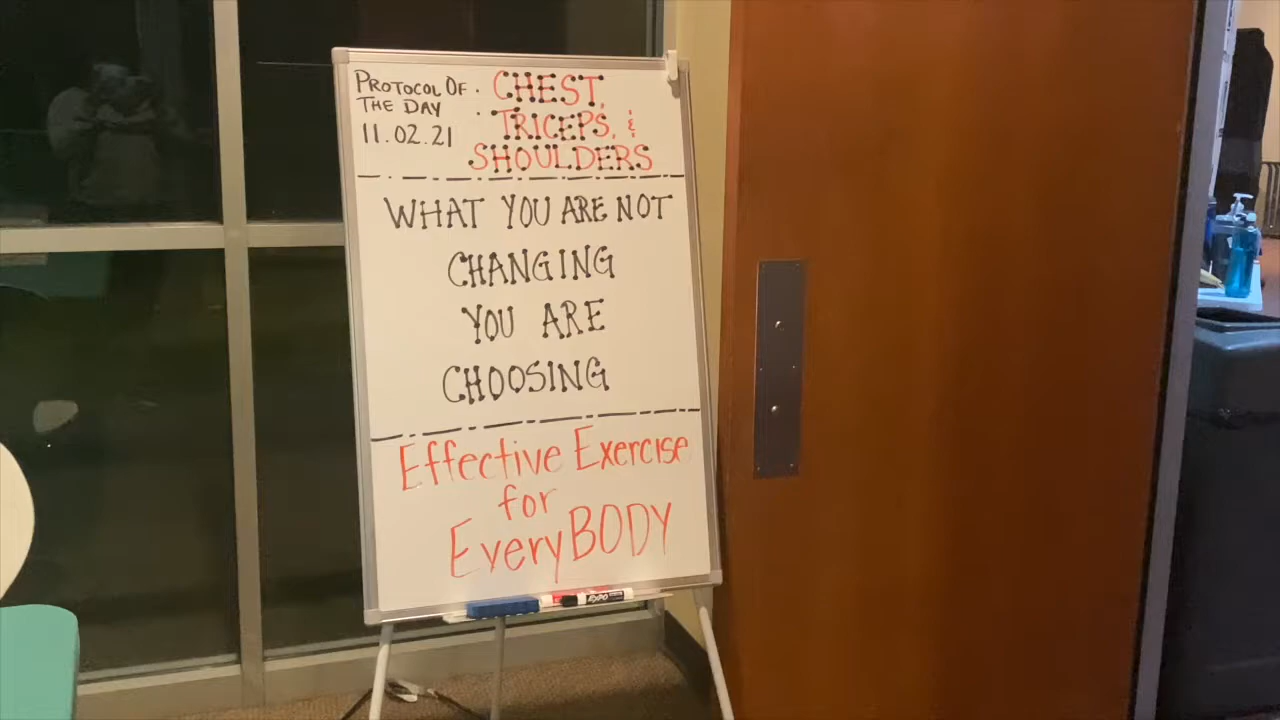 PROTOCOL OF · CHEST,
THE DAY · TRICEPS, &
11.02.21 SHOULDERS
WHAT YOU ARE NOT
CHANGING
YOU ARE
CHOOSING
Effective Exercise
for
EveryBODY
EXPO